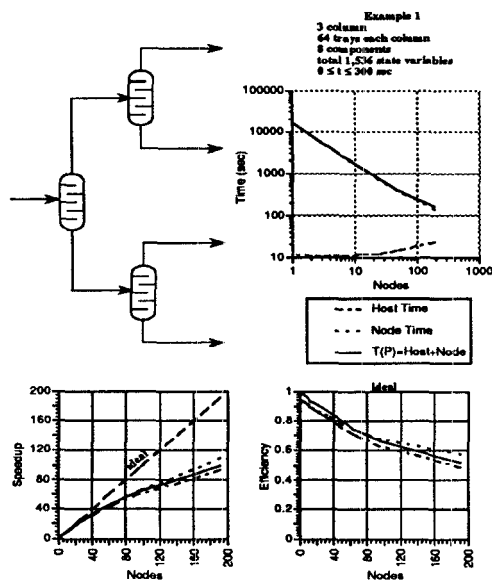 Example 1
3 column
64 trays each column
8 components
total 1,536 state variables
0 ≤ t ≤ 300 sec
100000
10000
1000
100
10
Time (sec)
1 10 100 1000
Nodes
Host Time
Node Time
T(P)=Host+Node
200
160
120
80
40
0
Speedup
Ideal
0 40 80 120 160 200
Nodes
Ideal
1
0.8
0.6
0.4
0.2
0
Efficiency
0 40 80 120 160 200
Nodes